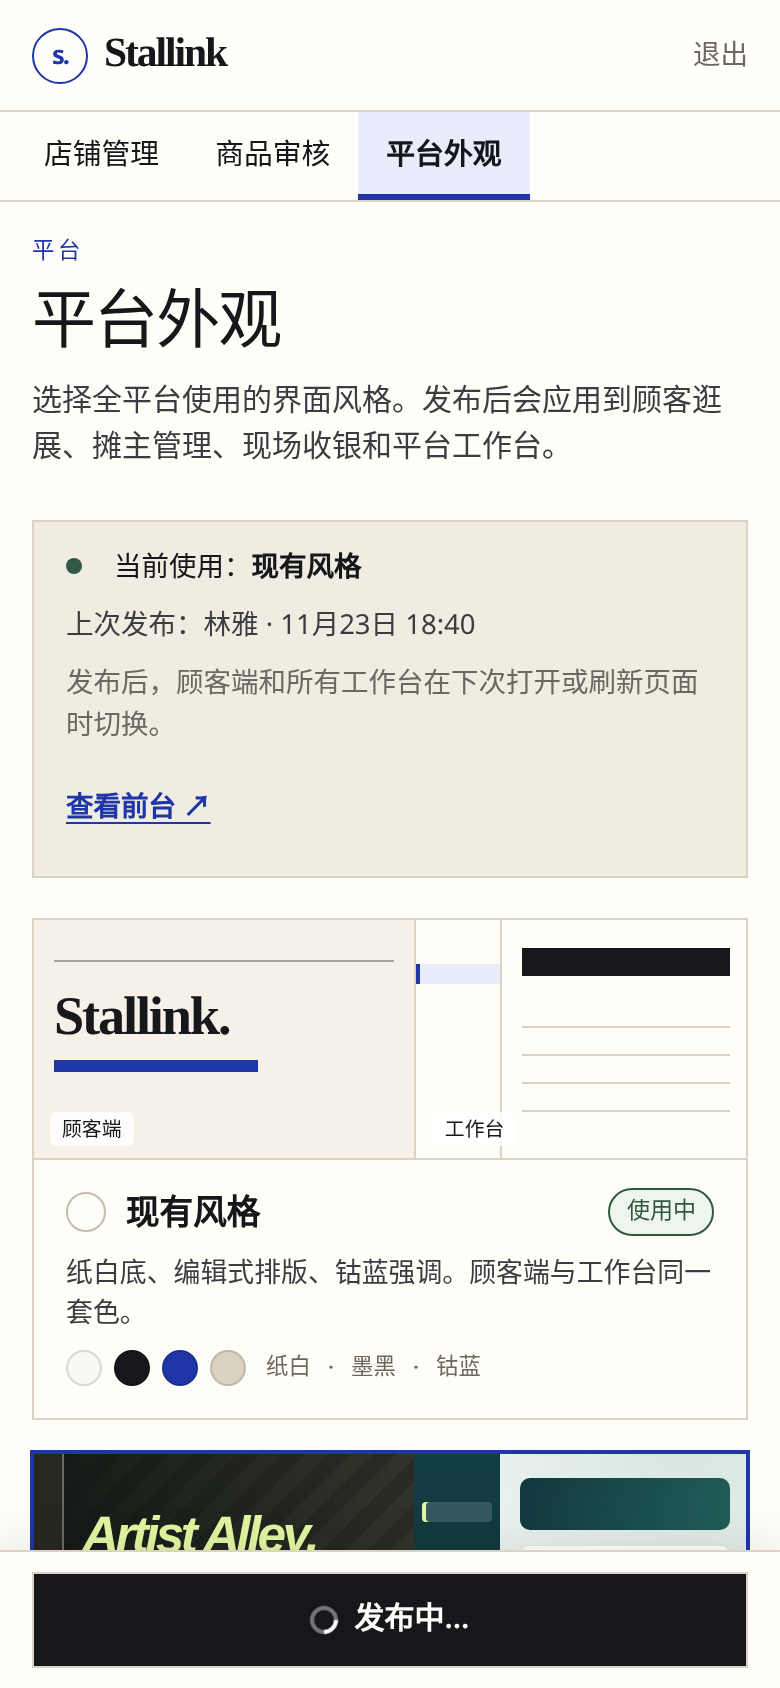 s. Stallink
退出
店铺管理 商品审核 平台外观
平台
平台外观
选择全平台使用的界面风格。发布后会应用到顾客逛
展、摊主管理、现场收银和平台工作台。
当前使用：现有风格
上次发布：林雅 · 11月23日 18:40
发布后，顾客端和所有工作台在下次打开或刷新页面
时切换。
查看前台 ↗
Stallink.
顾客端
工作台
现有风格
使用中
纸白底、编辑式排版、钴蓝强调。顾客端与工作台同一
套色。
纸白 · 墨黑 · 钴蓝
Artist Alley.
发布中...